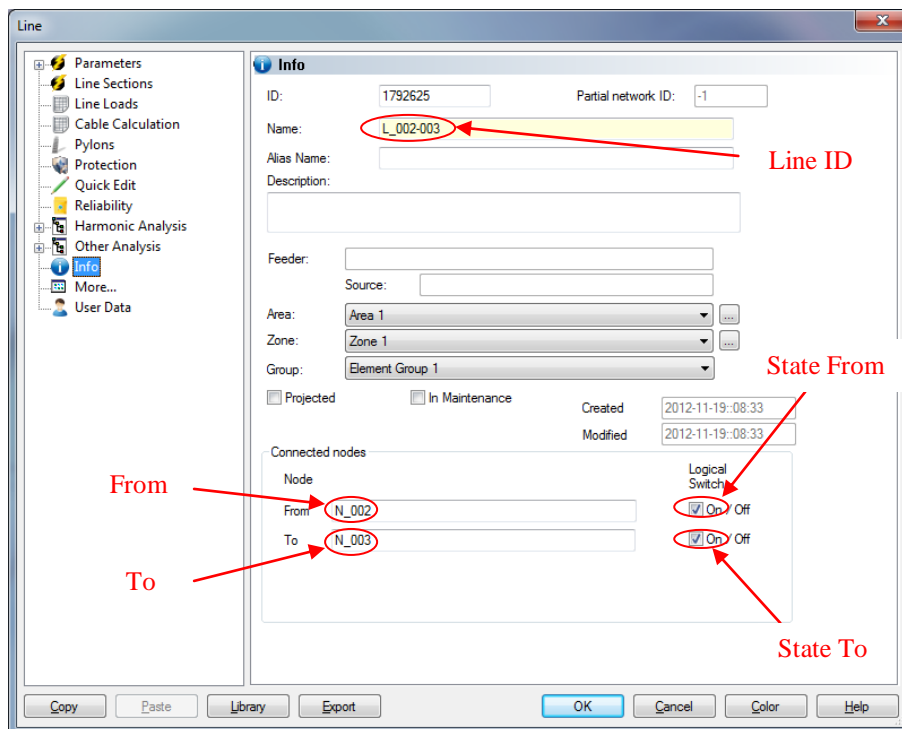 Line
Parameters
Line Sections
Line Loads
Cable Calculation
Pylons
Protection
Quick Edit
Reliability
Harmonic Analysis
Other Analysis
Info
More...
User Data
Info
ID: 1792625 Partial network ID: -1
Name: L_002-003
Line ID
Alias Name:
Description:
Feeder:
Source:
Area: Area 1 ...
Zone: Zone 1 ...
State From
Group: Element Group 1
Projected In Maintenance
Created 2012-11-19::08:33
Modified 2012-11-19::08:33
Connected nodes
Node
Logical
Switch
From
From N_002 On / Off
To N_003 On / Off
To
State To
Copy Paste Library Export OK Cancel Color Help